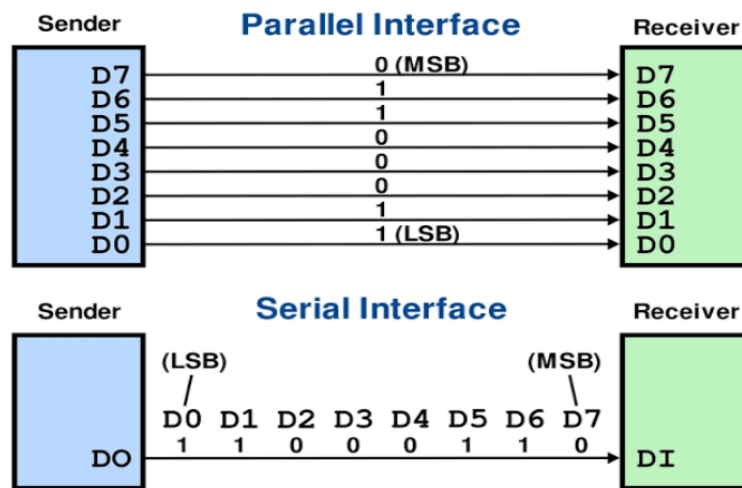 Sender Parallel Interface Receiver
0 (MSB)
D7 D7
1
D6 D6
1
D5 D5
0
D4 D4
0
D3 D3
0
D2 D2
1
D1 D1
1 (LSB)
D0 D0
Sender Serial Interface Receiver
(LSB) (MSB)
D0 D1 D2 D3 D4 D5 D6 D7
DO 1 1 0 0 0 1 1 0 DI